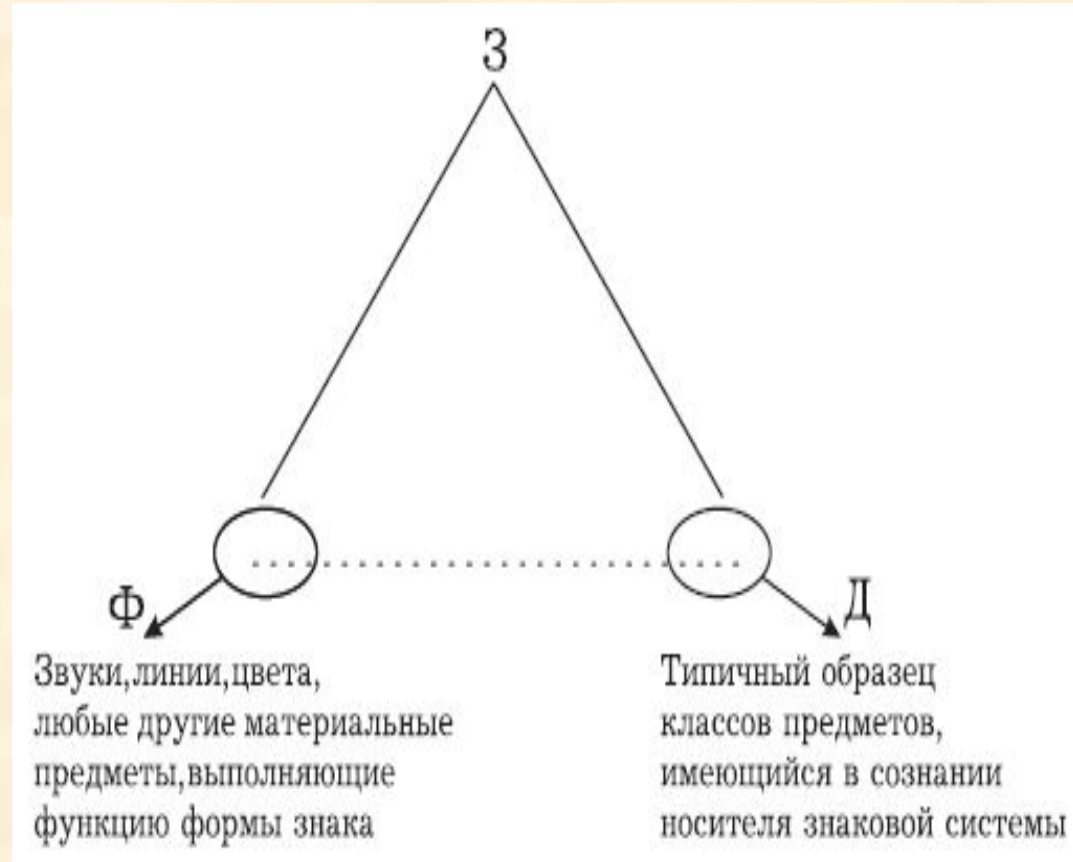 З
Ф
Д
Звуки,линии,цвета,
любые другие материальные
предметы,выполняющие
функцию формы знака
Типичный образец
классов предметов,
имеющийся в сознании
носителя знаковой системы